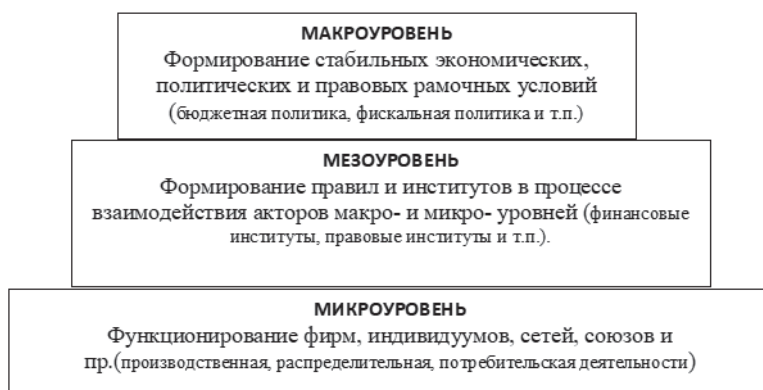 МАКРОУРОВЕНЬ
Формирование стабильных экономических,
политических и правовых рамочных условий
(бюджетная политика, фискальная политика и т.п.)
МЕЗОУРОВЕНЬ
Формирование правил и институтов в процессе
взаимодействия акторов макро- и микро- уровней (финансовые
институты, правовые институты и т.п.).
МИКРОУРОВЕНЬ
Функционирование фирм, индивидуумов, сетей, союзов и
пр.(производственная, распределительная, потребительская деятельности)